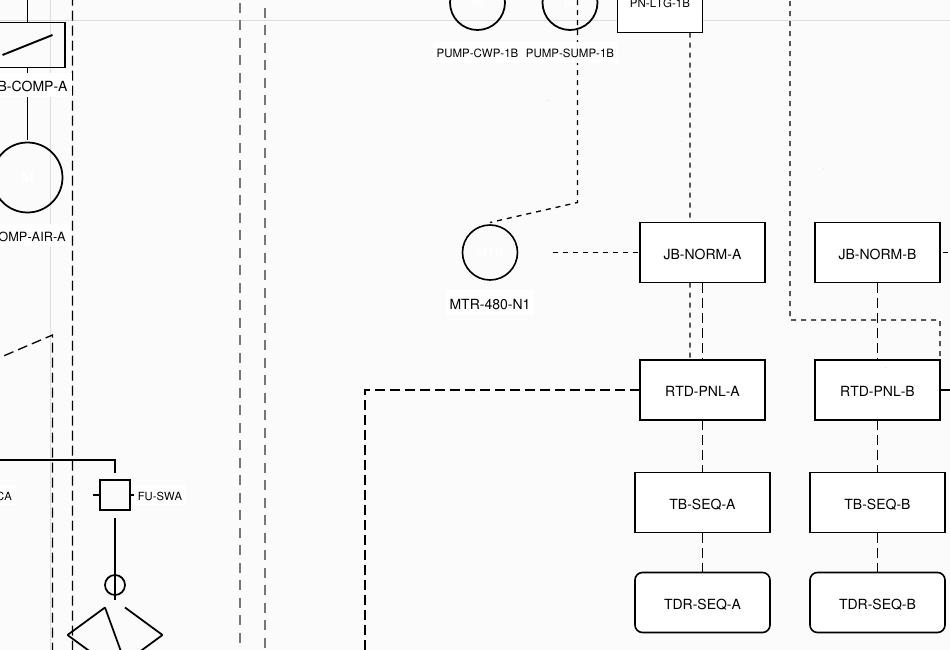 PN-LTG-1B
PUMP-CWP-1B
PUMP-SUMP-1B
B-COMP-A
OMP-AIR-A
JB-NORM-A
JB-NORM-B
MTR-480-N1
RTD-PNL-A
RTD-PNL-B
CA
FU-SWA
TB-SEQ-A
TB-SEQ-B
TDR-SEQ-A
TDR-SEQ-B